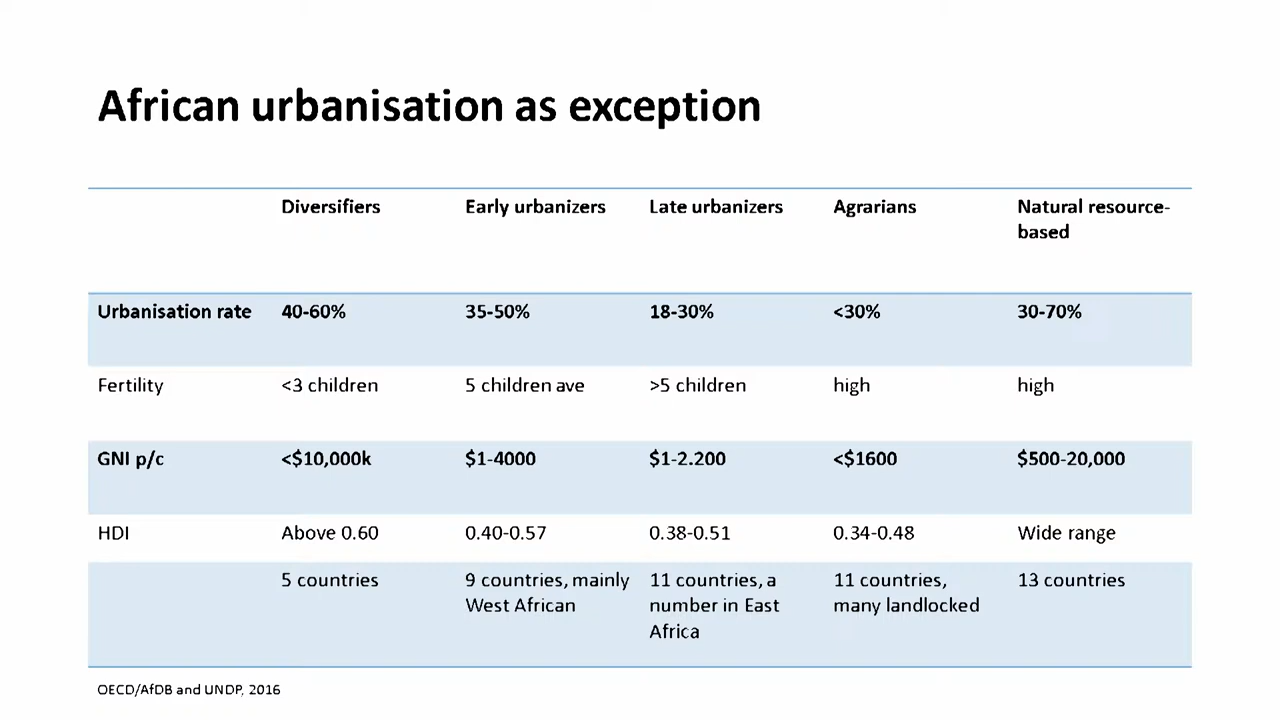 African urbanisation as exception
Diversifiers Early urbanizers Late urbanizers Agrarians Natural resource-
based
Urbanisation rate 40-60% 35-50% 18-30% <30% 30-70%
Fertility <3 children 5 children ave >5 children high high
GNI p/c <$10,000k $1-4000 $1-2.200 <$1600 $500-20,000
HDI Above 0.60 0.40-0.57 0.38-0.51 0.34-0.48 Wide range
5 countries 9 countries, mainly 11 countries, a 11 countries, 13 countries
West African number in East many landlocked
Africa
OECD/AfDB and UNDP, 2016